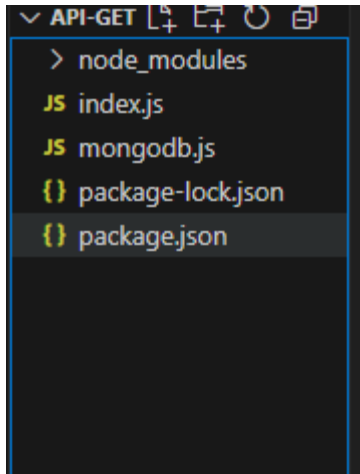 API-GET
node_modules
JS index.js
JS mongodb.js
{} package-lock.json
{} package.json